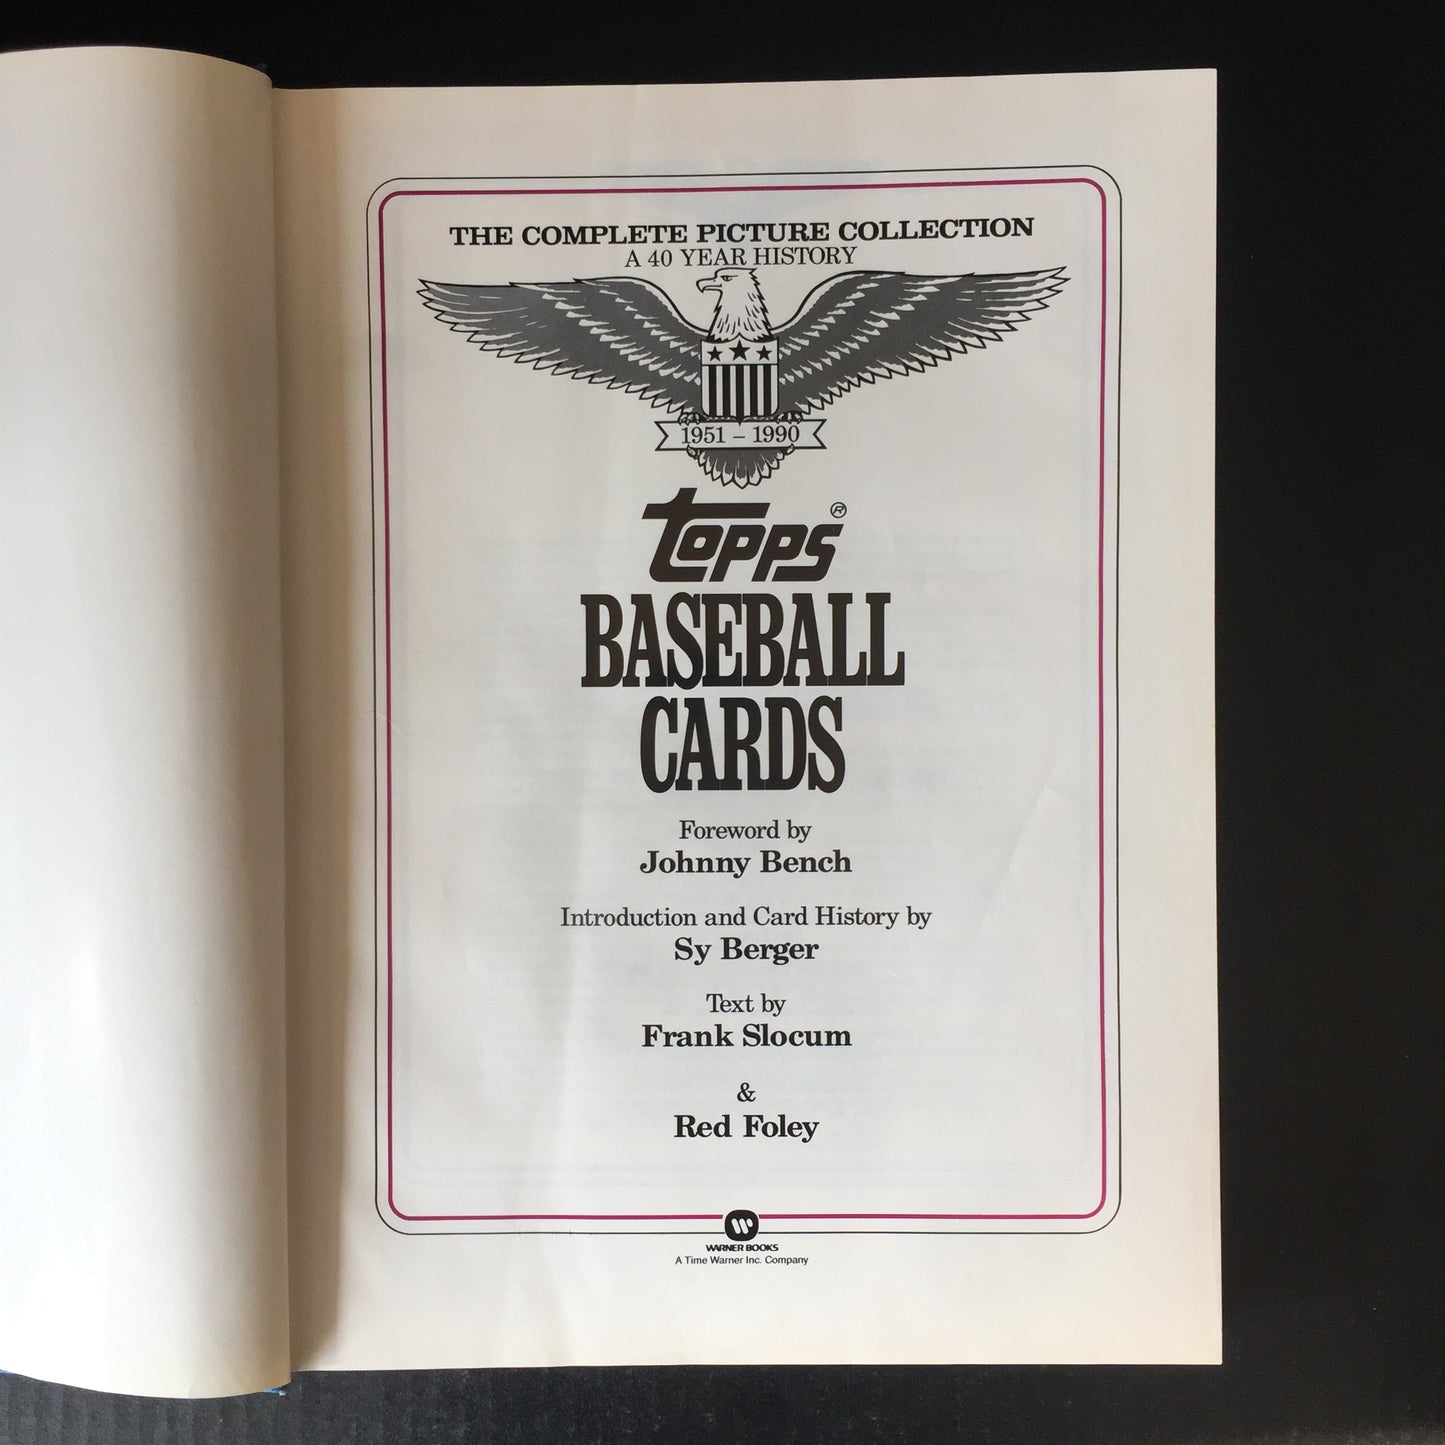 THE COMPLETE PICTURE COLLECTION
A 40 YEAR HISTORY
1951 – 1990
Topps®
BASEBALL
CARDS
Foreword by
Johnny Bench
Introduction and Card History by
Sy Berger
Text by
Frank Slocum
&
Red Foley
WARNER BOOKS
A Time Warner Inc. Company